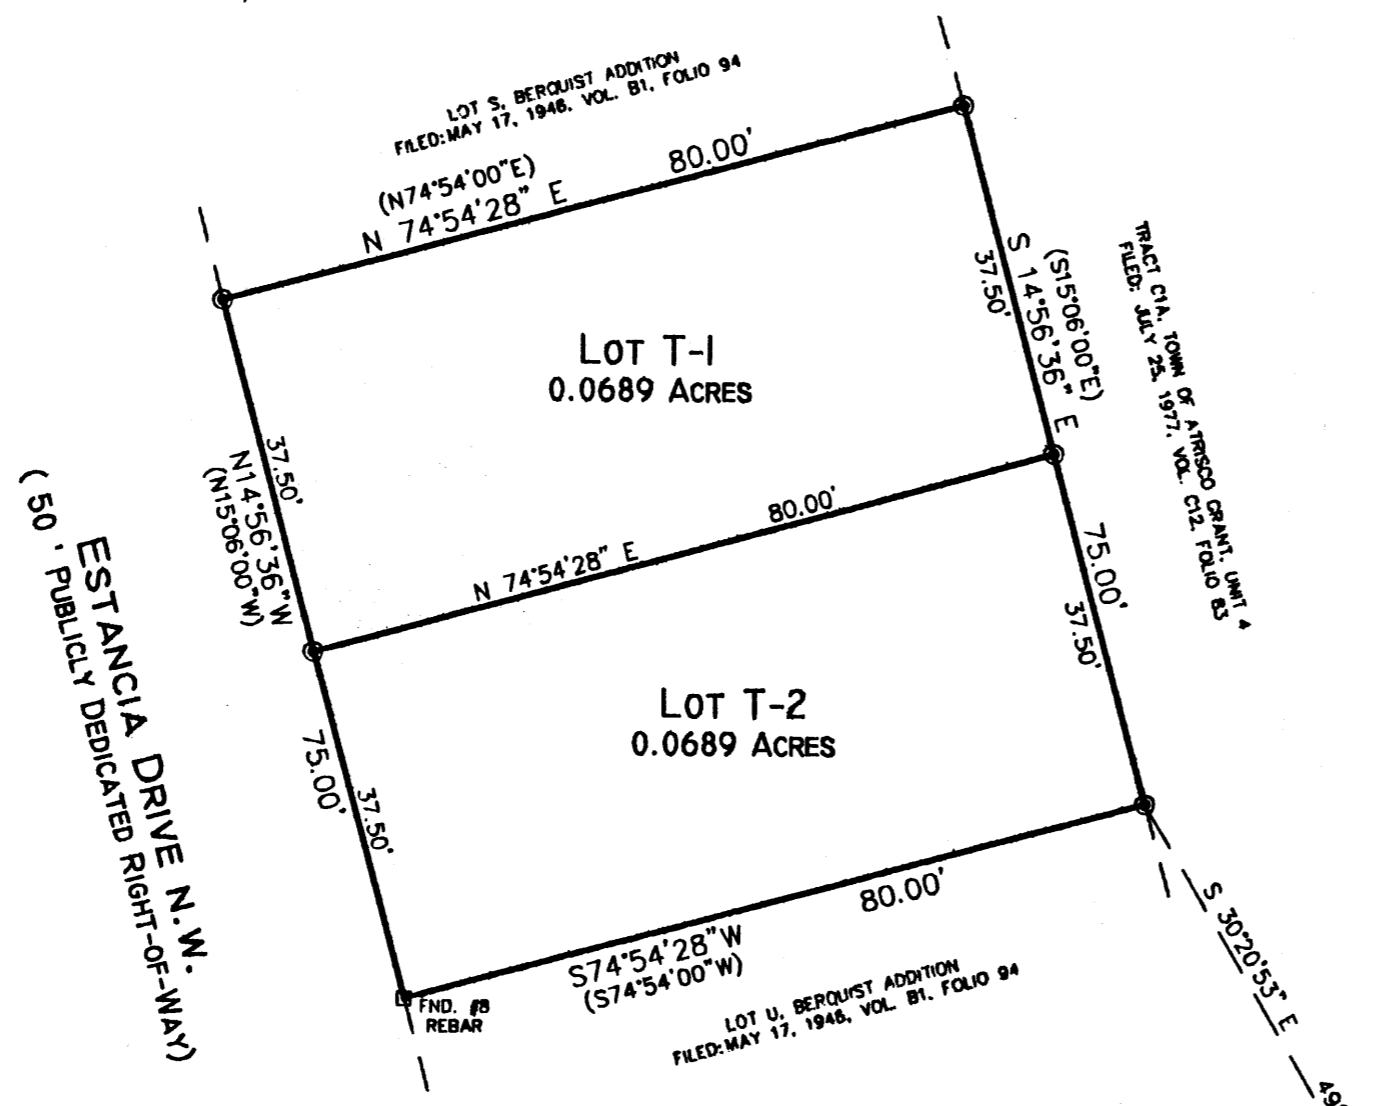 LOT S, BERQUIST ADDITION
FILED: MAY 17, 1946, VOL. B1, FOLIO 94
(N74°54'00"E)
N 74°54'28" E
80.00'
LOT T-1
0.0689 ACRES
37.50'
S 14°56'36" E
(S15°06'00"E)
TRACT C1A, TOWN OF ATRISCO GRANT, UNIT 4
FILED: JULY 25, 1977, VOL. C12, FOLIO 83
37.50'
N14°56'36"W
(N15°06'00"W)
N 74°54'28" E
80.00'
ESTANCIA DRIVE N.W.
( 50 ' PUBLICLY DEDICATED RIGHT-OF-WAY)
LOT T-2
0.0689 ACRES
75.00'
37.50'
75.00'
37.50'
80.00'
S74°54'28"W
(S74°54'00"W)
FND. #8
REBAR
LOT U, BERQUIST ADDITION
FILED: MAY 17, 1946, VOL. B1, FOLIO 94
S 30°20'53" E